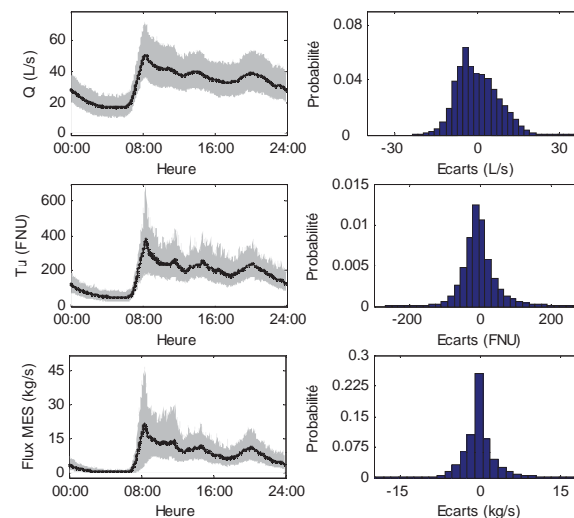 80
60
40
20
0
Q (L/s)
00:00 08:00 16:00 24:00
Heure
0.09
0.08
0.04
0
Probabilité
-30 0 30
Ecarts (L/s)
600
400
200
0
Tu (FNU)
00:00 08:00 16:00 24:00
Heure
0.015
0.01
0.005
0
Probabilité
-200 0 200
Ecarts (FNU)
45
30
15
0
Flux MES (kg/s)
00:00 08:00 16:00 24:00
Heure
0.3
0.225
0.15
0.075
0
Probabilité
-15 0 15
Ecarts (kg/s)